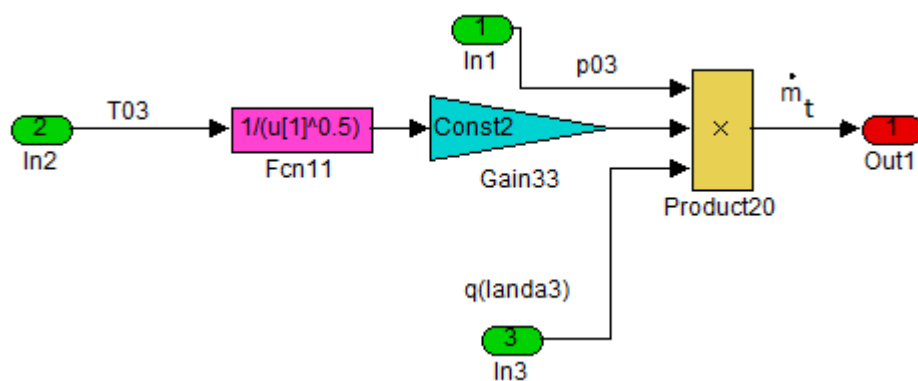 1
In1
p03
ṁ t
T03
2
In2
1/(u[1]^0.5)
Fcn11
Const2
Gain33
×
Product20
1
Out1
q(landa3)
3
In3